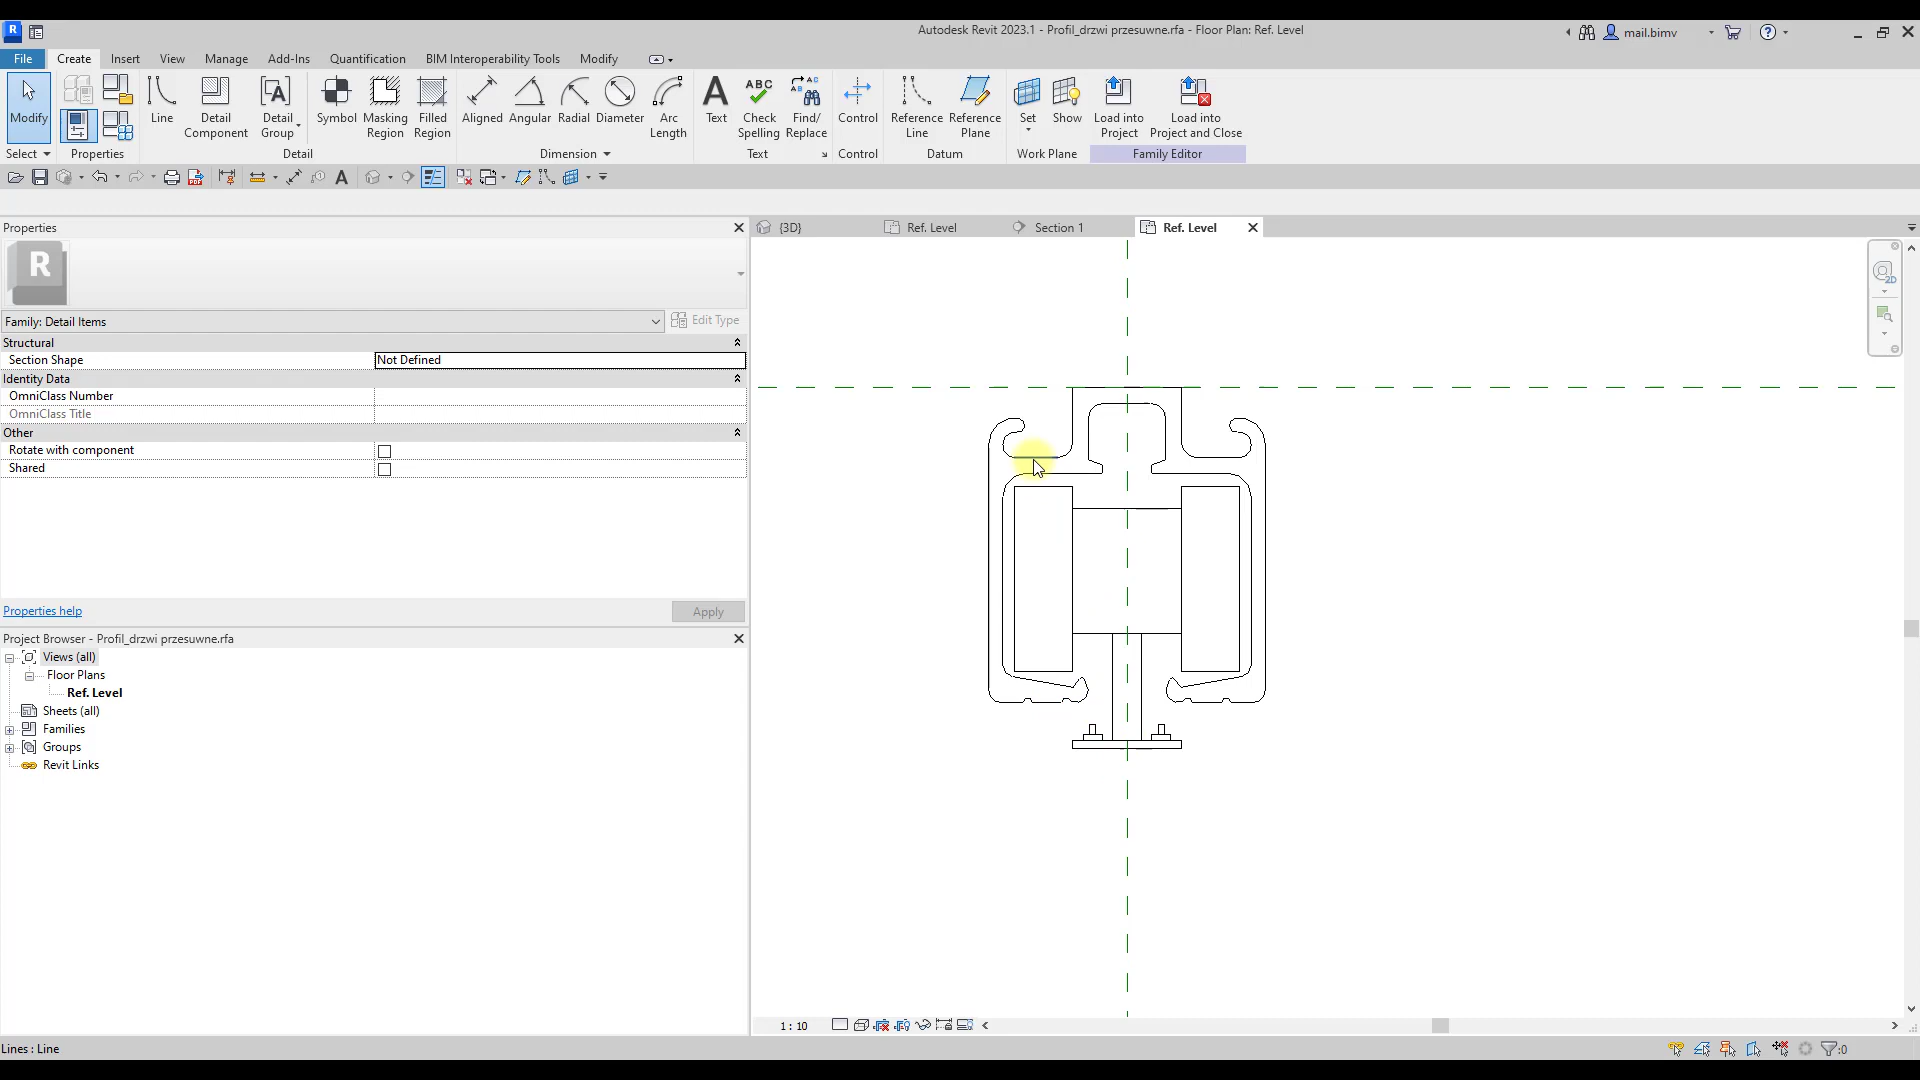 R
Autodesk Revit 2023.1 - Profil_drzwi przesuwne.rfa - Floor Plan: Ref. Level
mail.bimv
File Create Insert View Manage Add-Ins Quantification BIM Interoperability Tools Modify
Modify
Line
Detail Component
Detail Group
Symbol
Masking Region
Filled Region
Aligned
Angular
Radial
Diameter
Arc Length
A
Text
ABC
Check Spelling
Find/ Replace
Control
Reference Line
Reference Plane
Set
Show
Load into Project
Load into Project and Close
Select Properties Detail Dimension Text Control Datum Work Plane Family Editor
PDF
A
Properties
{3D} Ref. Level Section 1 Ref. Level
R
Family: Detail Items
Edit Type
Structural
Section Shape Not Defined
Identity Data
OmniClass Number
OmniClass Title
Other
Rotate with component
Shared
Properties help
Apply
Project Browser - Profil_drzwi przesuwne.rfa
Views (all)
Floor Plans
Ref. Level
Sheets (all)
Families
Groups
Revit Links
2D
1 : 10
Lines : Line
:0